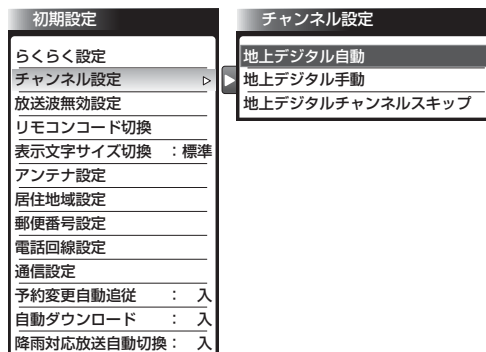 初期設定
らくらく設定
チャンネル設定
放送波無効設定
リモコンコード切換
表示文字サイズ切換 ：標準
アンテナ設定
居住地域設定
郵便番号設定
電話回線設定
通信設定
予約変更自動追従 ： 入
自動ダウンロード ： 入
降雨対応放送自動切換： 入
チャンネル設定
地上デジタル自動
地上デジタル手動
地上デジタルチャンネルスキップ